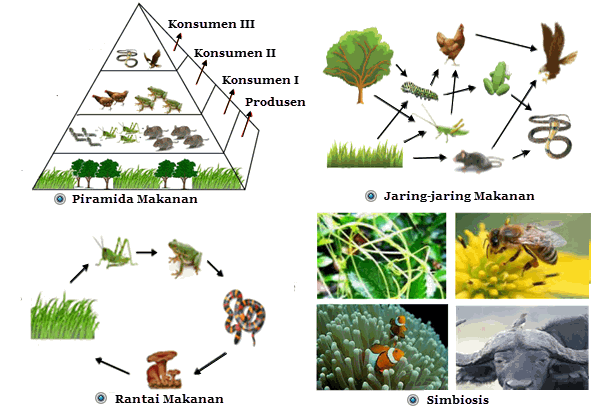 Konsumen III
Konsumen II
Konsumen I
Produsen
Piramida Makanan
Jaring-jaring Makanan
Rantai Makanan
Simbiosis